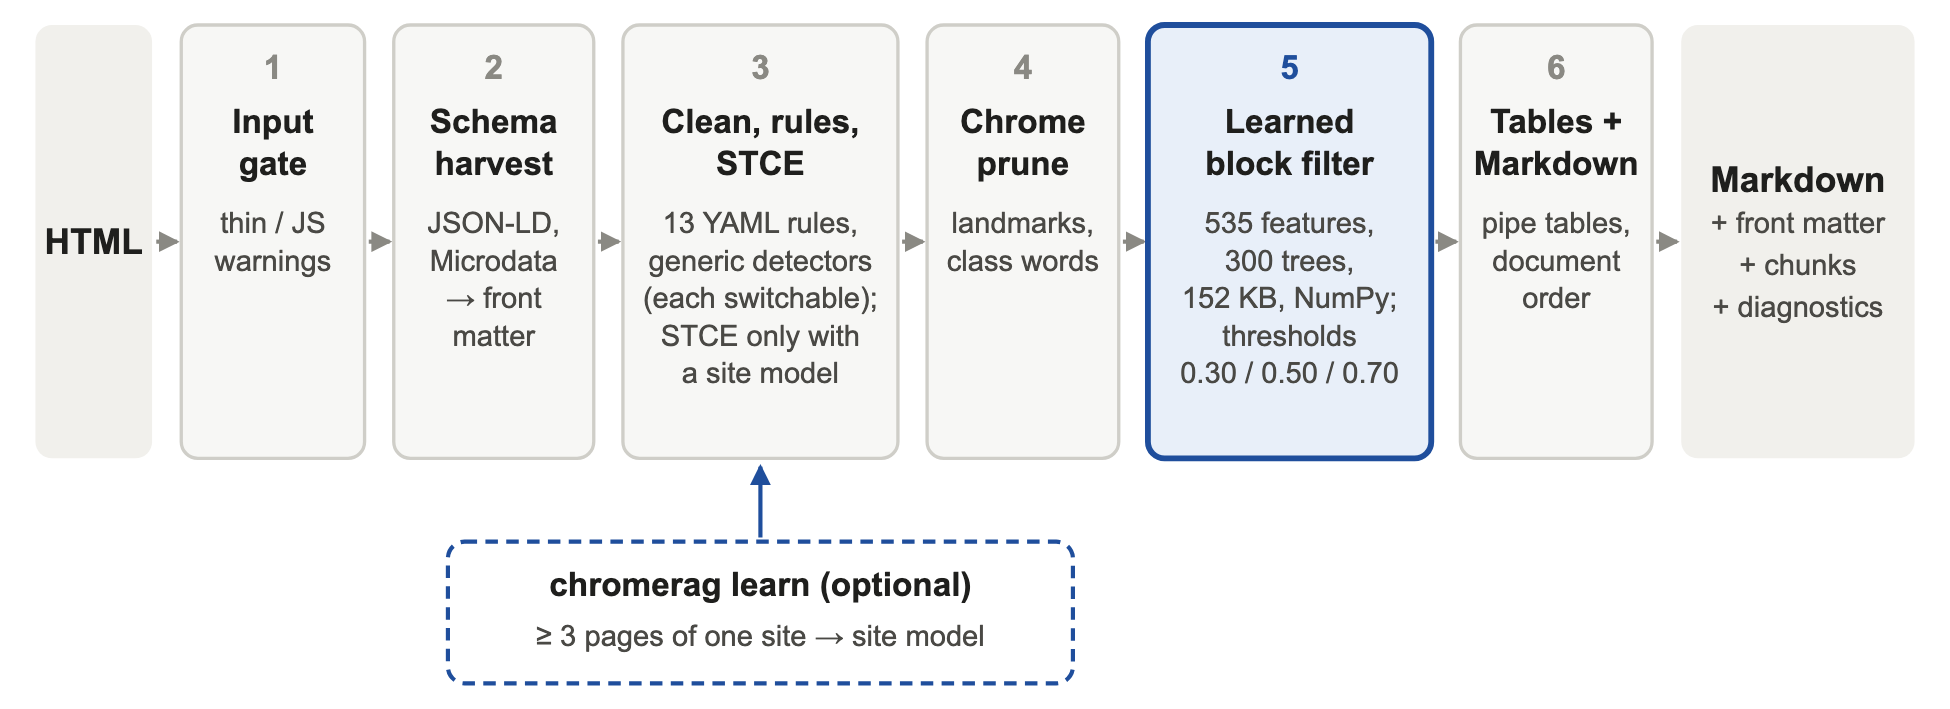 HTML
1
Input
gate
thin / JS
warnings
2
Schema
harvest
JSON-LD,
Microdata
→ front
matter
3
Clean, rules,
STCE
13 YAML rules,
generic detectors
(each switchable);
STCE only with
a site model
4
Chrome
prune
landmarks,
class words
5
Learned
block filter
535 features,
300 trees,
152 KB, NumPy;
thresholds
0.30 / 0.50 / 0.70
6
Tables +
Markdown
pipe tables,
document
order
Markdown
+ front matter
+ chunks
+ diagnostics
chromerag learn (optional)
≥ 3 pages of one site → site model